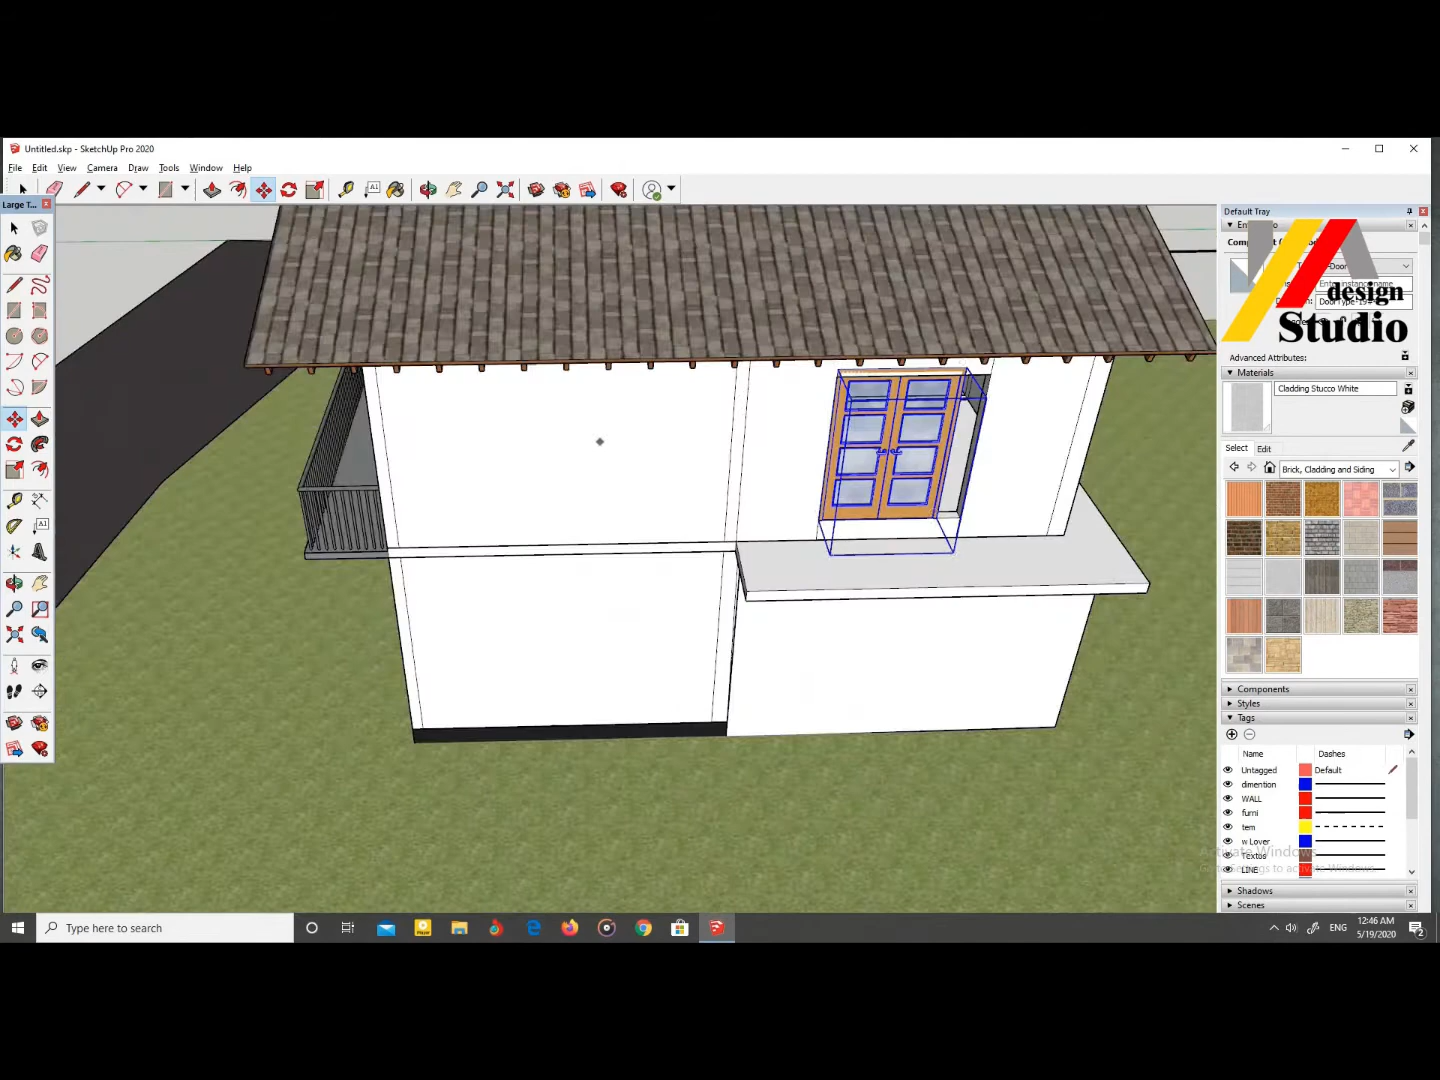 Untitled.skp - SketchUp Pro 2020
File Edit View Camera Draw Tools Window Help
Large T...
Default Tray
design
Studio
Advanced Attributes:
Materials
Cladding Stucco White
Select Edit
Brick, Cladding and Siding
Components
Styles
Tags
Name Dashes
Untagged Default
dimention
WALL
furni
tem
w Lover
Textos
LINE
Activate Windows
Shadows
Scenes
Type here to search
ENG
12:46 AM
5/19/2020
2